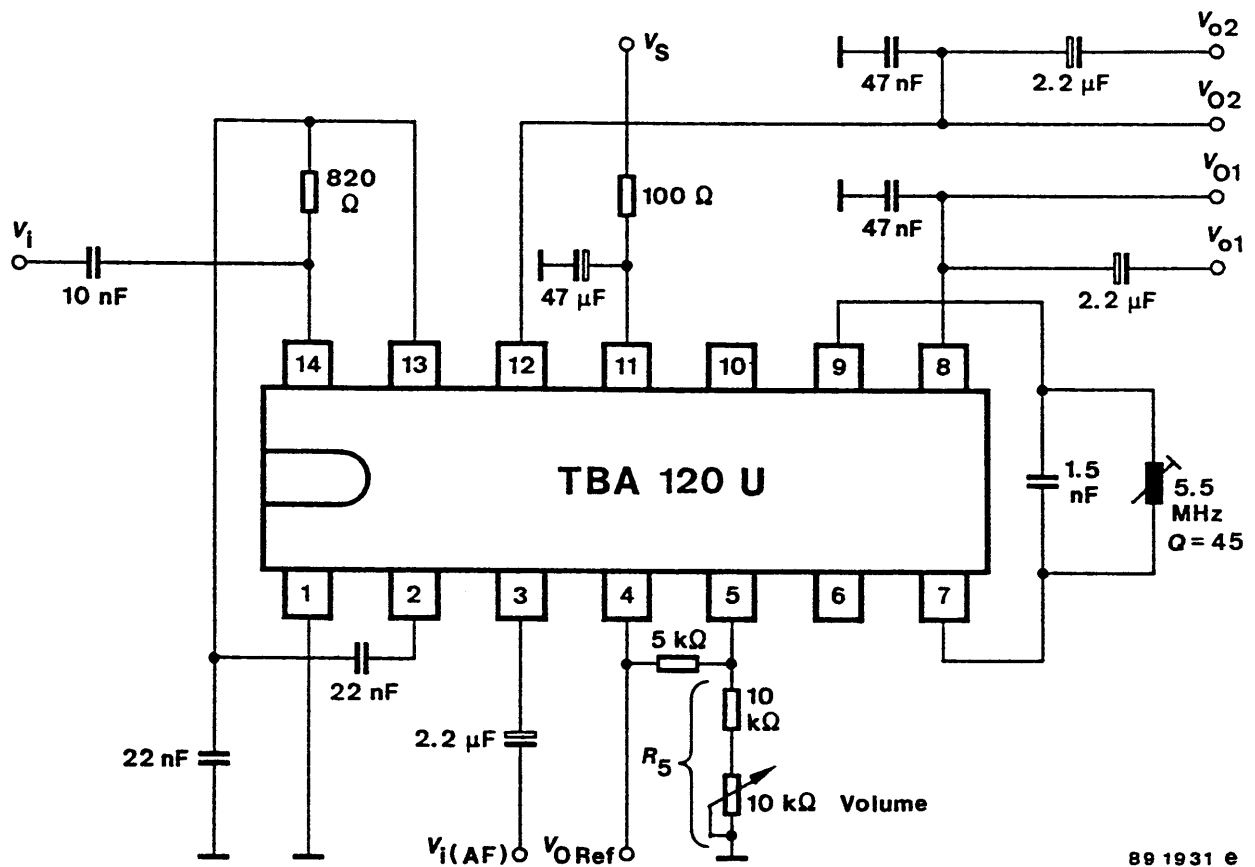 V_S
V_o2
47 nF
2.2 µF
V_O2
820
Ω
100 Ω
V_O1
47 nF
V_i
V_o1
10 nF
47 µF
2.2 µF
14
13
12
11
10
9
8
TBA 120 U
1.5
nF
5.5
MHz
Q = 45
1
2
3
4
5
6
7
5 kΩ
22 nF
10
kΩ
2.2 µF
22 nF
R_5
10 kΩ Volume
V_i(AF)
V_O Ref
89 1931 e